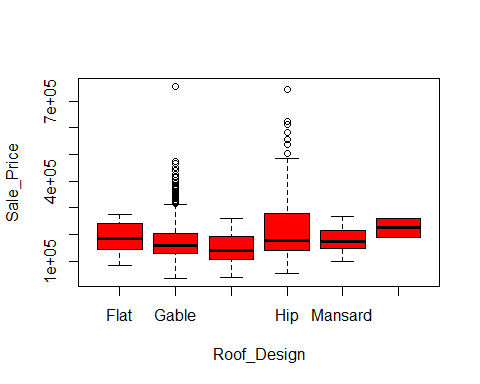 Sale_Price
7e+05
4e+05
1e+05
Flat Gable Hip Mansard
Roof_Design